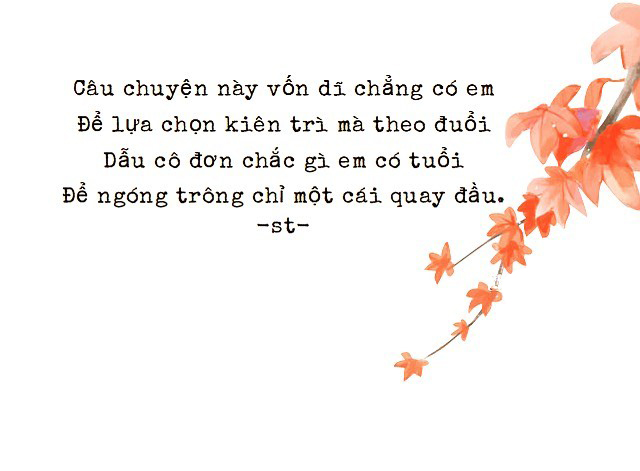 Câu chuyện này vốn dĩ chẳng có em
Để lựa chọn kiên trì mà theo đuổi
Dẫu cô đơn chắc gì em có tuổi
Để ngóng trông chỉ một cái quay đầu.
-st-